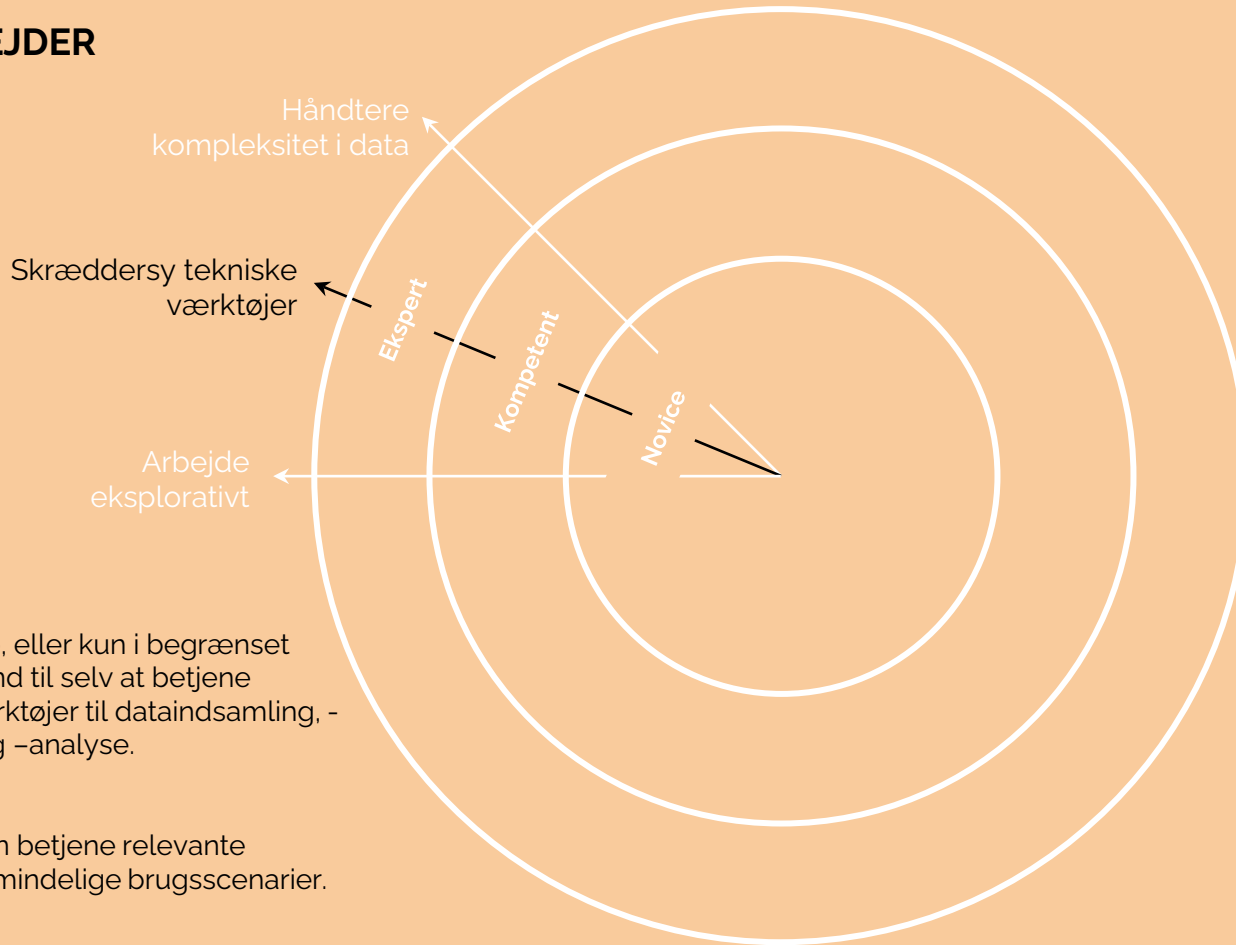 EJDER
Håndtere
kompleksitet i data
Skræddersy tekniske
værktøjer
Ekspert
Kompetent
Novice
Arbejde
eksplorativt
, eller kun i begrænset
nd til selv at betjene
rktøjer til dataindsamling, -
g –analyse.
n betjene relevante
mindelige brugsscenarier.